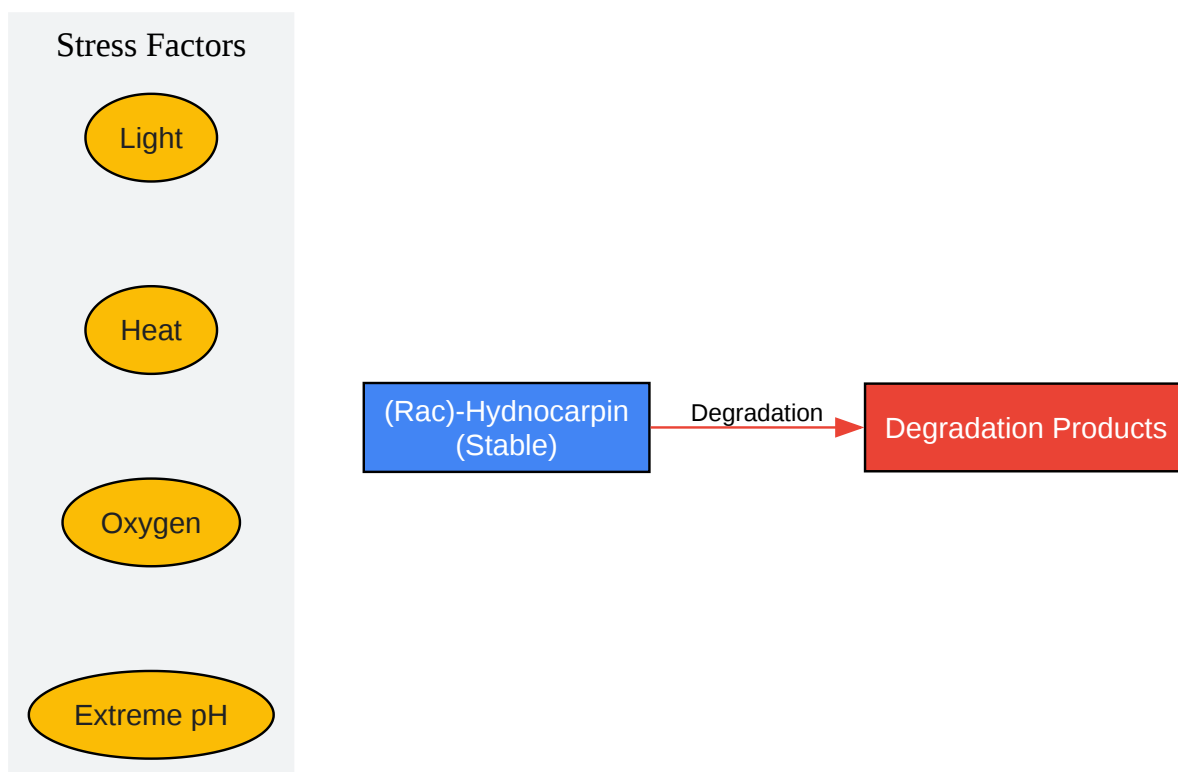 Stress Factors
Light
Heat
Oxygen
Extreme pH
(Rac)-Hydnocarpin
(Stable)
Degradation
Degradation Products